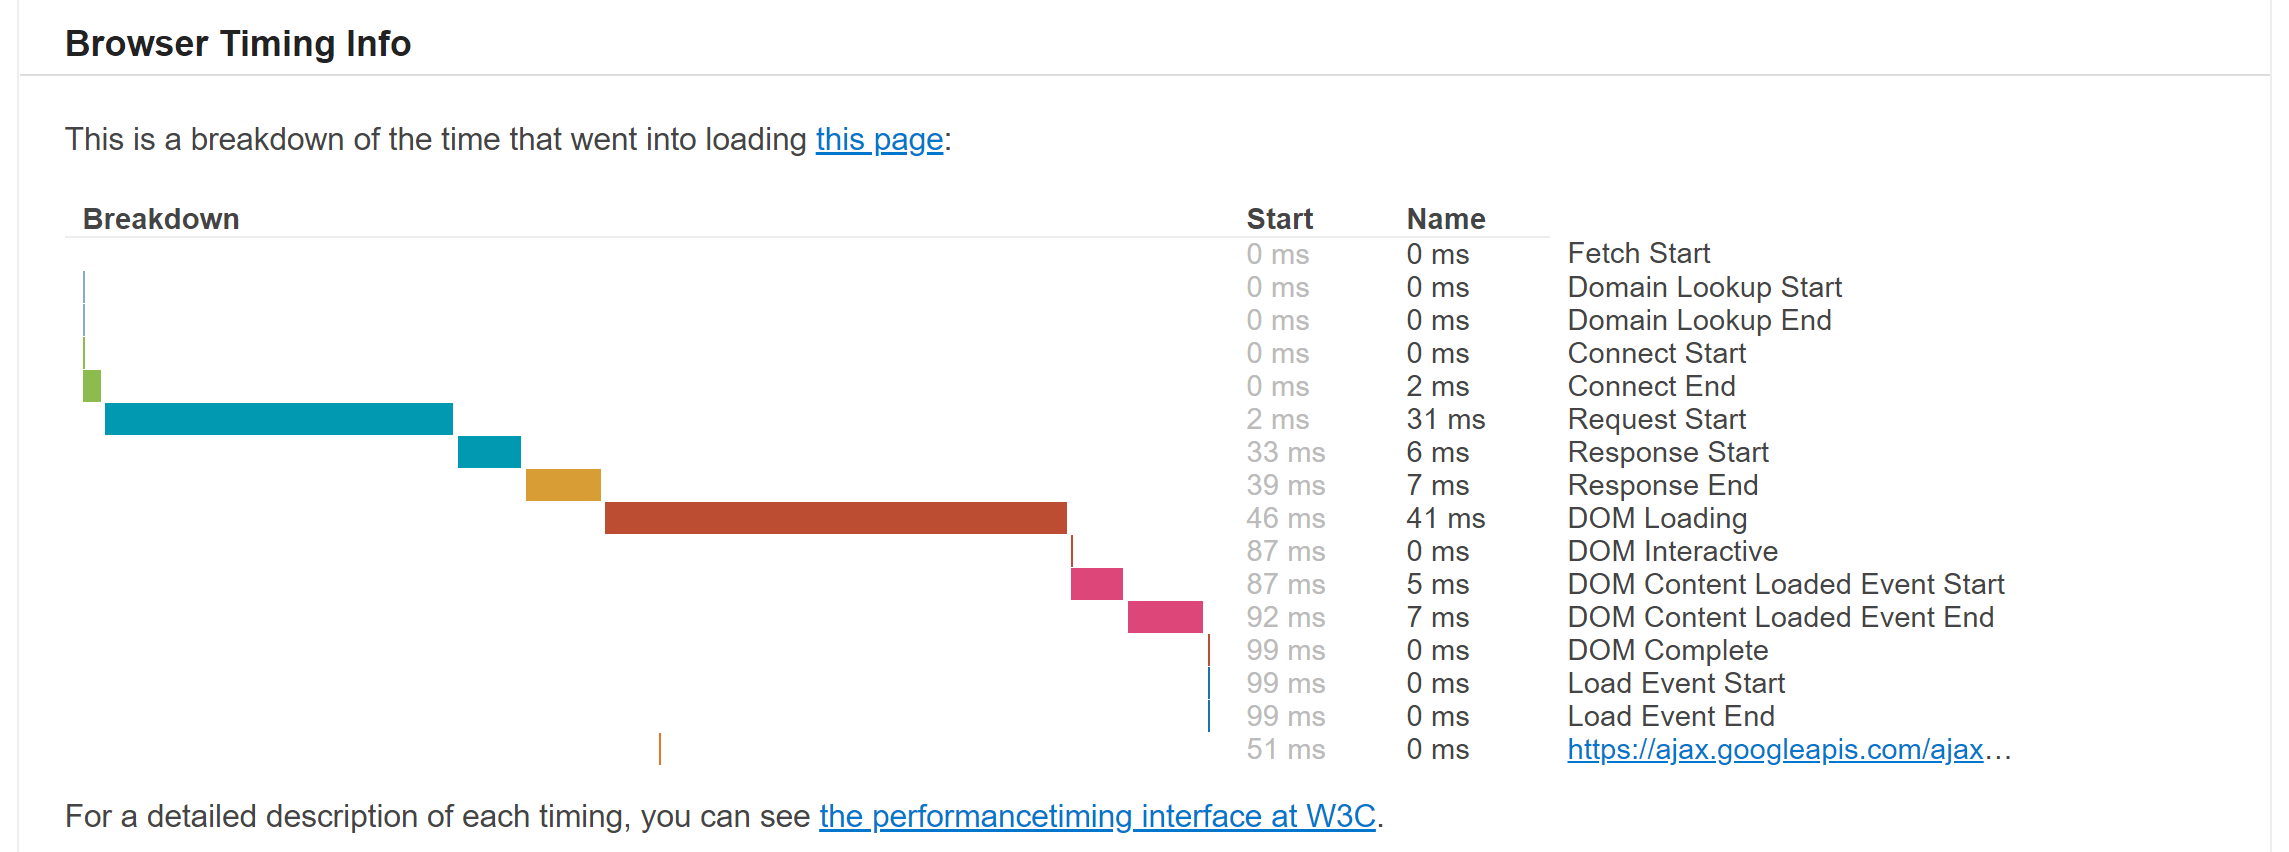 Browser Timing Info
This is a breakdown of the time that went into loading this page:
Breakdown Start Name
0 ms 0 ms Fetch Start
0 ms 0 ms Domain Lookup Start
0 ms 0 ms Domain Lookup End
0 ms 0 ms Connect Start
0 ms 2 ms Connect End
2 ms 31 ms Request Start
33 ms 6 ms Response Start
39 ms 7 ms Response End
46 ms 41 ms DOM Loading
87 ms 0 ms DOM Interactive
87 ms 5 ms DOM Content Loaded Event Start
92 ms 7 ms DOM Content Loaded Event End
99 ms 0 ms DOM Complete
99 ms 0 ms Load Event Start
99 ms 0 ms Load Event End
51 ms 0 ms https://ajax.googleapis.com/ajax…
For a detailed description of each timing, you can see the performancetiming interface at W3C.